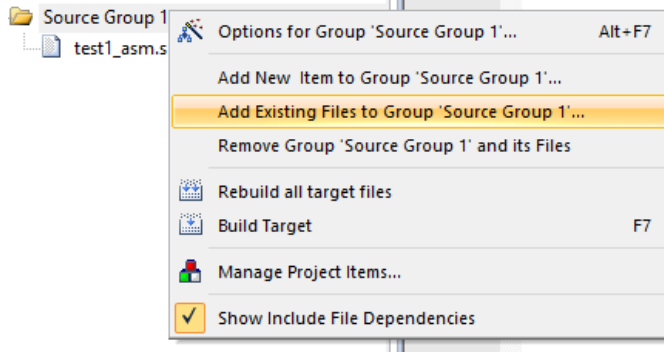 Source Group 1
test1_asm.s
Options for Group 'Source Group 1'... Alt+F7
Add New Item to Group 'Source Group 1'...
Add Existing Files to Group 'Source Group 1'...
Remove Group 'Source Group 1' and its Files
Rebuild all target files
Build Target F7
Manage Project Items...
Show Include File Dependencies